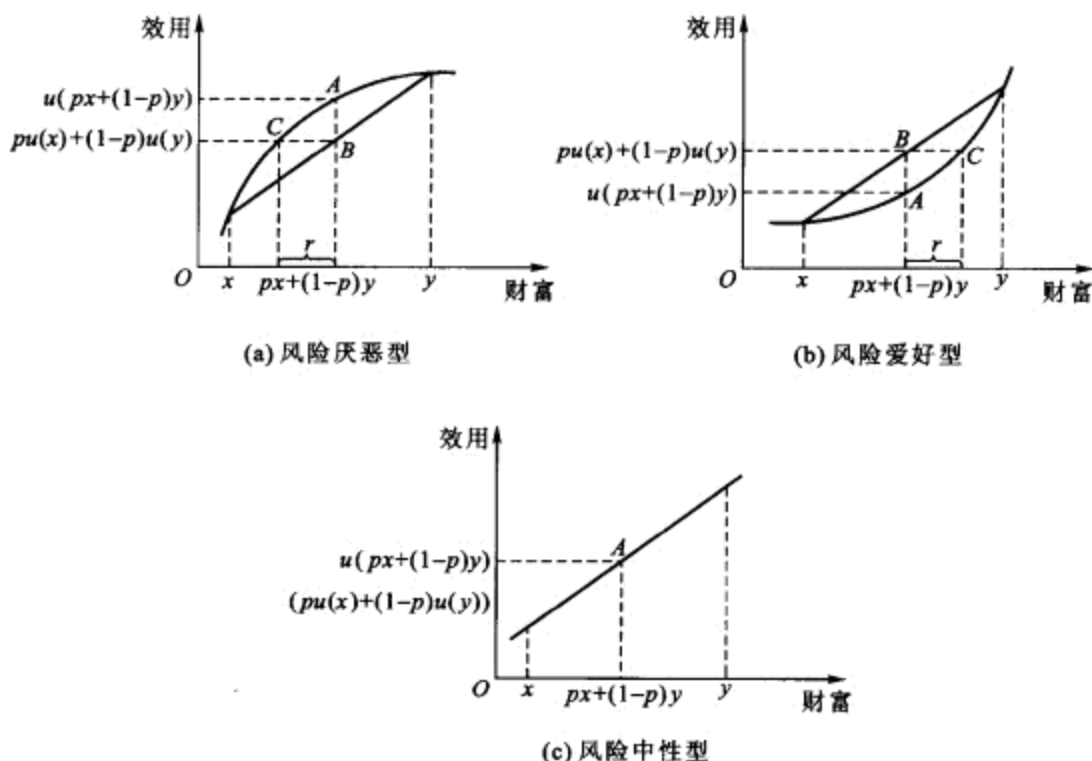 效用
u(px+(1-p)y)
pu(x)+(1-p)u(y)
A
C
B
r
O
x
px+(1-p)y
y
财富
(a) 风险厌恶型
效用
pu(x)+(1-p)u(y)
u(px+(1-p)y)
B
C
A
r
O
x
px+(1-p)y
y
财富
(b) 风险爱好型
效用
u(px+(1-p)y)
(pu(x)+(1-p)u(y))
A
O
x
px+(1-p)y
y
财富
(c) 风险中性型